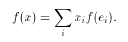 f(x) = \sum_i x_i f(e_i).